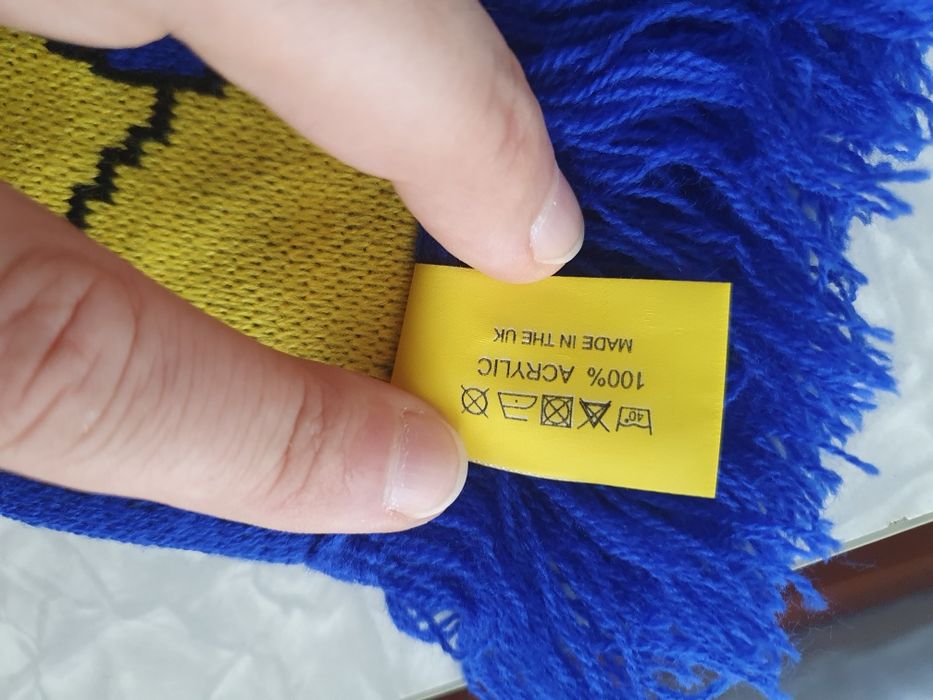 40°
100% ACRYLIC
MADE IN THE UK